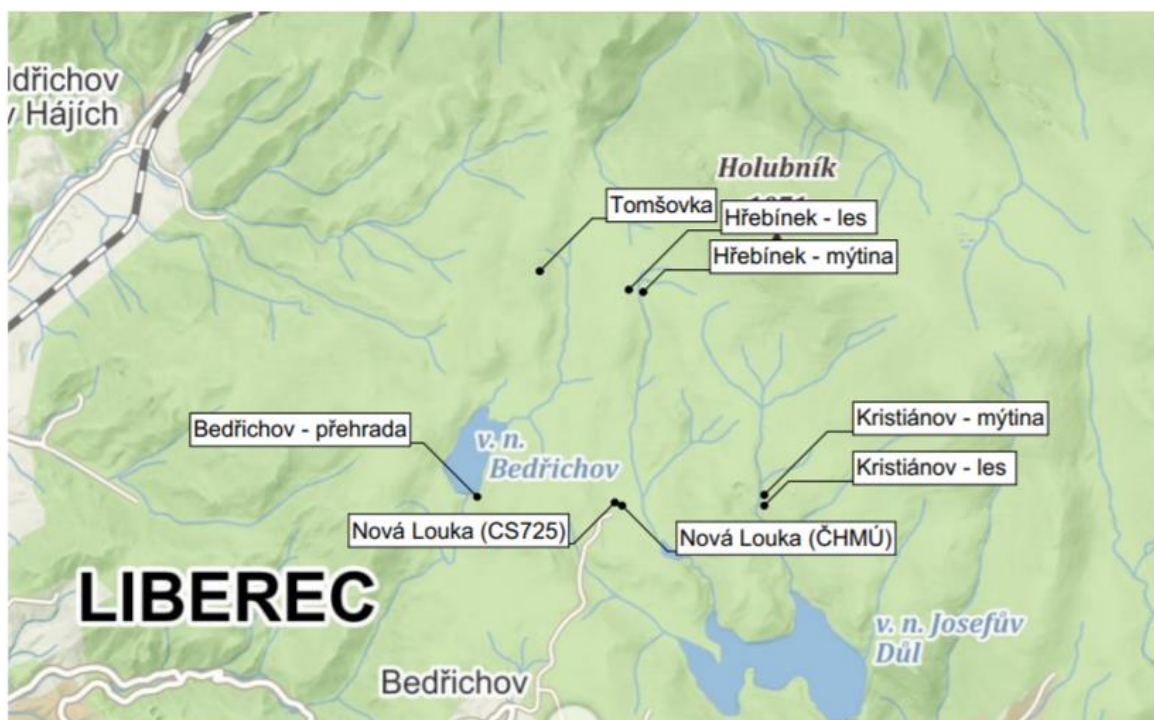 ldřichov
v Hájích
Holubník
Tomšovka
Hřebínek - les
Hřebínek - mýtina
Bedřichov - přehrada
v. n.
Bedřichov
Kristiánov - mýtina
Kristiánov - les
Nová Louka (CS725)
Nová Louka (ČHMÚ)
LIBEREC
v. n. Josefův
Důl
Bedřichov